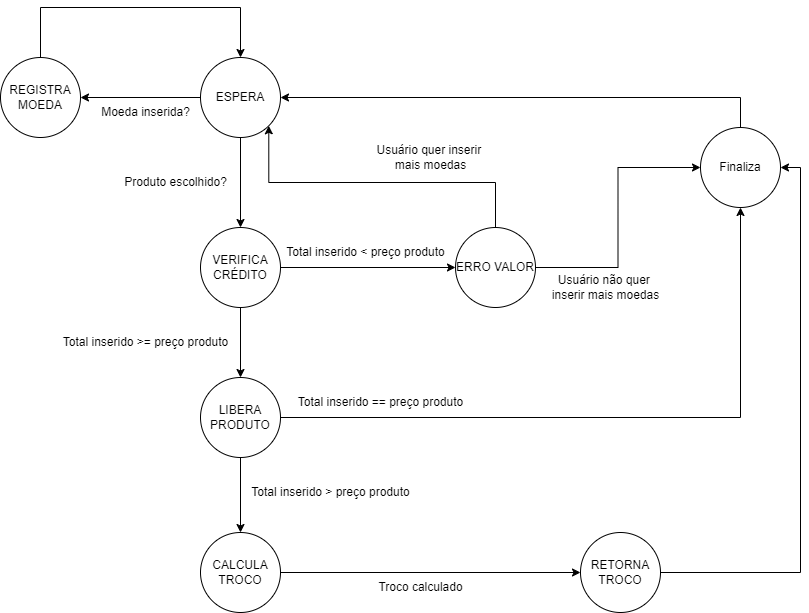 REGISTRA
MOEDA
ESPERA
Moeda inserida?
Usuário quer inserir
mais moedas
Finaliza
Produto escolhido?
VERIFICA
CRÉDITO
Total inserido < preço produto
ERRO VALOR
Usuário não quer
inserir mais moedas
Total inserido >= preço produto
LIBERA
PRODUTO
Total inserido == preço produto
Total inserido > preço produto
CALCULA
TROCO
Troco calculado
RETORNA
TROCO